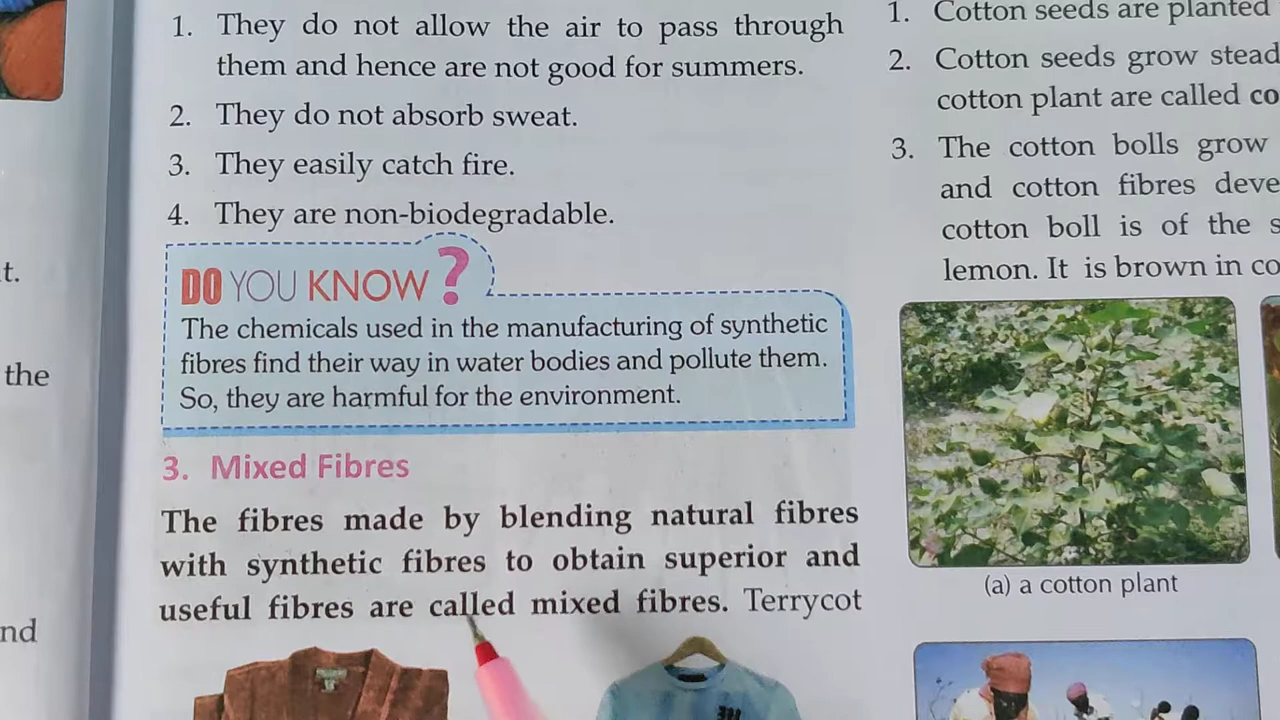 t.
the
nd
1. They do not allow the air to pass through
them and hence are not good for summers.
2. They do not absorb sweat.
3. They easily catch fire.
4. They are non-biodegradable.
DO YOU KNOW?
The chemicals used in the manufacturing of synthetic
fibres find their way in water bodies and pollute them.
So, they are harmful for the environment.
3. Mixed Fibres
The fibres made by blending natural fibres
with synthetic fibres to obtain superior and
useful fibres are called mixed fibres. Terrycot
1. Cotton seeds are planted
2. Cotton seeds grow stead
cotton plant are called co
3. The cotton bolls grow
and cotton fibres deve
cotton boll is of the s
lemon. It is brown in co
(a) a cotton plant